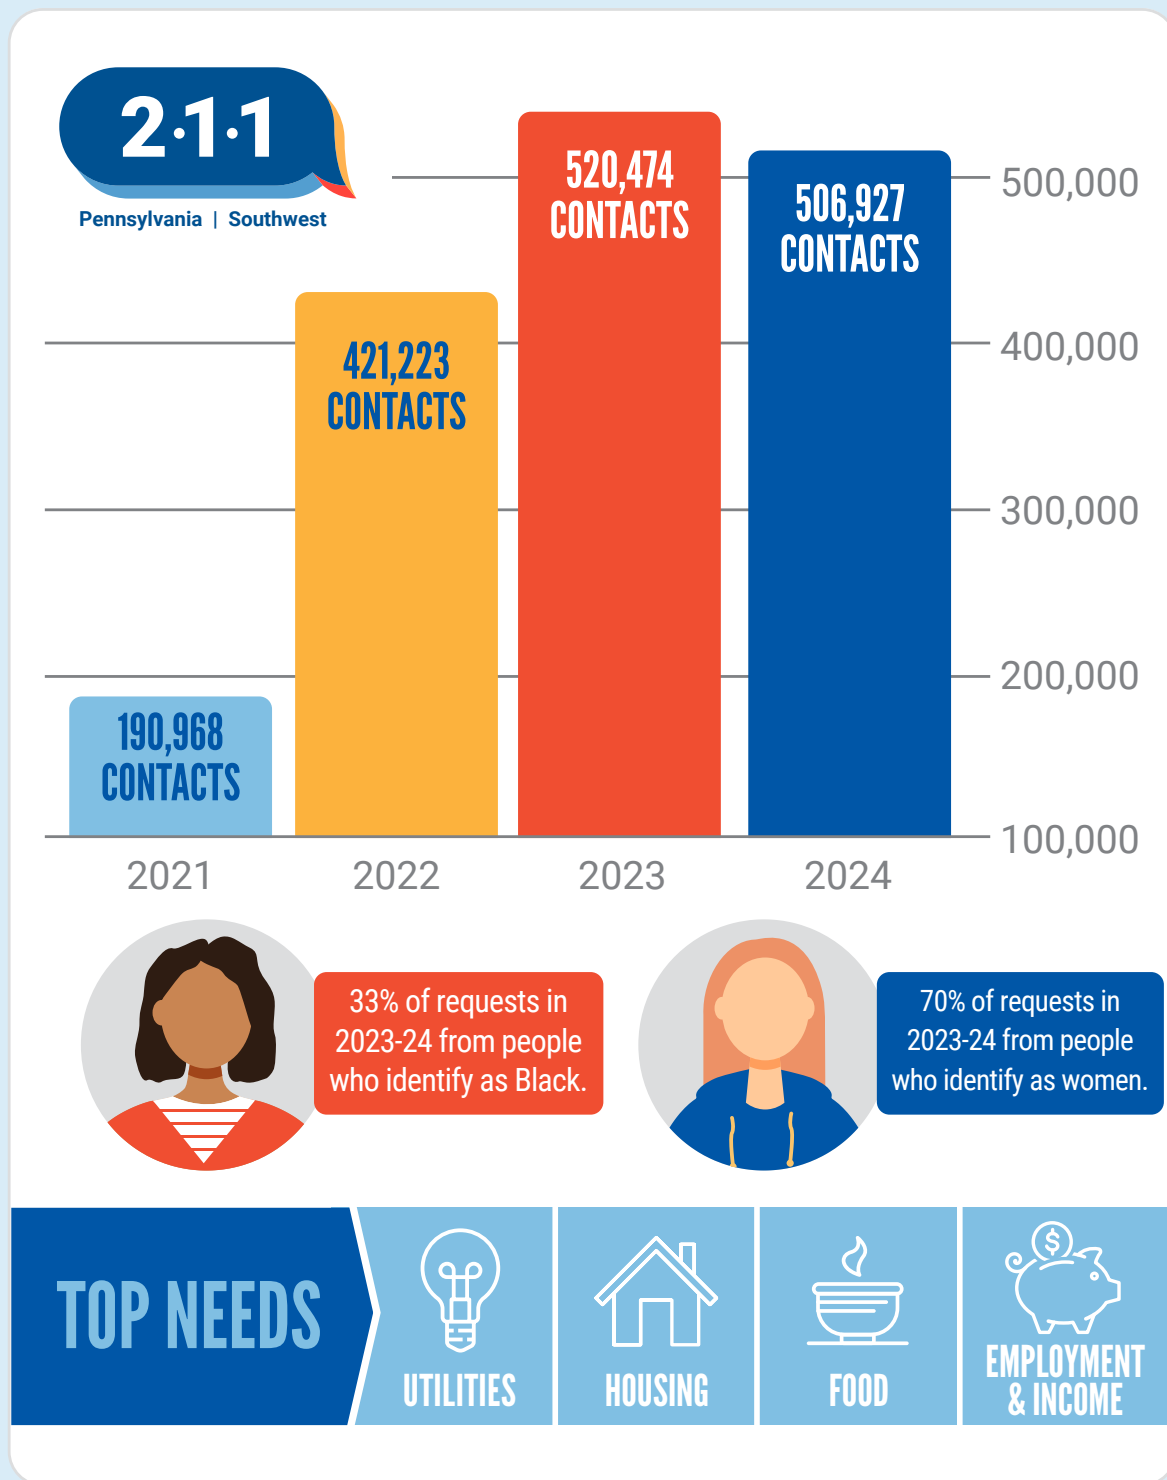 2·1·1
Pennsylvania | Southwest
520,474
CONTACTS
506,927
CONTACTS
421,223
CONTACTS
190,968
CONTACTS
500,000
400,000
300,000
200,000
100,000
2021
2022
2023
2024
33% of requests in
2023-24 from people
who identify as Black.
70% of requests in
2023-24 from people
who identify as women.
TOP NEEDS
UTILITIES
HOUSING
FOOD
$
EMPLOYMENT
& INCOME